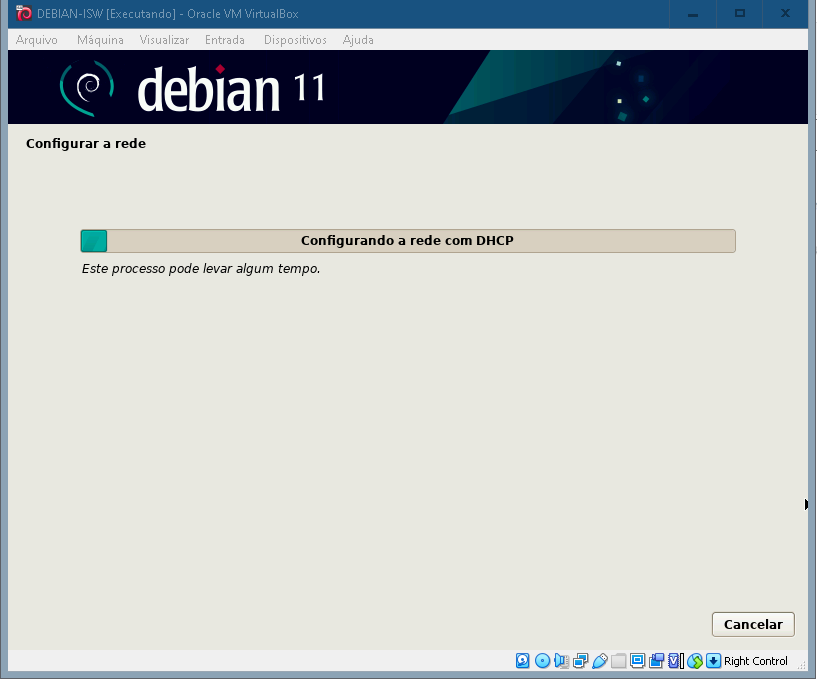 DEBIAN-ISW [Executando] - Oracle VM VirtualBox
Arquivo Máquina Visualizar Entrada Dispositivos Ajuda
debian 11
Configurar a rede
Configurando a rede com DHCP
Este processo pode levar algum tempo.
Cancelar
Right Control